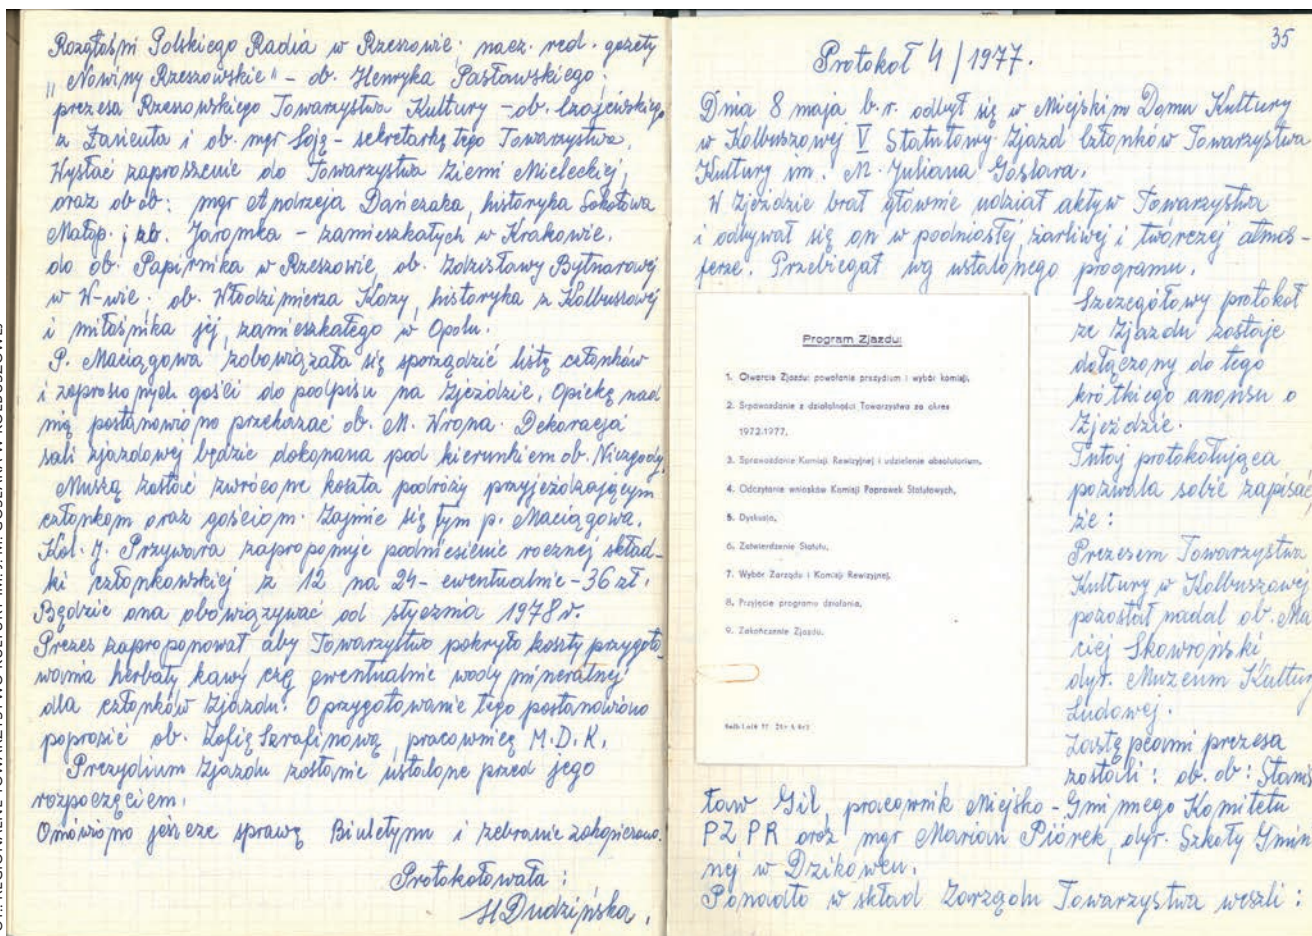 Rozgłośni Polskiego Radia w Rzeszowie; nacz. red. gazety
"Nowiny Rzeszowskie" - ob. Henryka Pasławskiego;
prezesa Rzeszowskiego Towarzystwa Kultury - ob.
z Łańcuta i ob. mgr Soję - sekretarkę tego Towarzystwa.
Wysłać zaproszenie do Towarzystwa Ziemi Mieleckiej,
oraz ob ob: mgr Andrzeja Dańczaka, historyka Sokołowa
Małop. i ob. Jaromka - zamieszkałych w Krakowie.
do ob. Papiernika w Rzeszowie, ob. Zdzisławy Bytnarowej
w W-wie. ob. Włodzimierza Kozy, historyka z Kolbuszowej
i miłośnika jej, zamieszkałego w Opolu.
P. Maciągowa zobowiązała się sporządzić listę członków
i zaproszonych gości do podpisu na Zjeździe. Opiekę nad
nią postanowiono przekazać ob. M. Wrona. Dekoracja
sali zjazdowej będzie dokonana pod kierunkiem ob. Niezgody.
Muszą zostać zwrócone koszta podróży przyjeżdzającym
członkom oraz gościom. Zajmie się tym p. Maciągowa.
Kol. J. Przywara zaproponuje podniesienie rocznej skład-
ki członkowskiej z 12 na 24 - ewentualnie - 36 zł.
Będzie ona obowiązywać od stycznia 1978 r.
Prezes zaproponował aby Towarzystwo pokryło koszty przygoto
wania herbaty kawy czy ewentualnie wody mineralnej
dla członków Zjazdu. O przygotowanie tego postanowiono
poprosić ob. Zofię Serafinową, pracownicę M.D.K.
Prezydium Zjazdu zostanie ustalone przed jego
rozpoczęciem.
Omówiono jeszcze sprawę Biuletynu i zebranie zakończono.
Protokołowała:
H Dudzińska.
35
Protokół 4/1977.
Dnia 8 maja b.r. odbył się w Miejskim Domu Kultury
w Kolbuszowej V Statutowy Zjazd Członków Towarzystwa
Kultury im. M. Juliana Goslara.
W Zjeździe brał głównie udział aktyw Towarzystwa
i odbywał się on w podniosłej, żarliwej i twórczej atmos-
ferze. Przebiegał wg ustalonego programu.
Szczegółowy protokół
ze Zjazdu zostaje
dołączony do tego
krótkiego anonsu o
Zjeździe.
Tutaj protokołująca
pozwala sobie zapisać
że:
Prezesem Towarzystwa
Kultury w Kolbuszowej
pozostał nadal ob. Ma
ciej Skowroński
dyr. Muzeum Kultury
Ludowej.
Zastępcami prezesa
zostali: ob. ob: Stanis
ław Gil, pracownik Miejsko-Gminnego Komitetu
PZPR oraz mgr Marian Piórek, dyr. Szkoły Gmin
nej w Dzikowcu.
Ponadto w skład Zarządu Towarzystwa weszli:
Program Zjazdu:
1. Otwarcie Zjazdu: powołanie prezydium i wybór komisji,
2. Srpawozdanie z działalności Towarzystwa za okres
1972-1977,
3. Sprawozdanie Komisji Rewizyjnej i udzielenie absolutorium,
4. Odczytanie wniosków Komisji Poprawek Statutowych,
5. Dyskusja,
6. Zatwierdzenie Statutu,
7. Wybór Zarządu i Komisji Rewizyjnej,
8. Przyjęcie programu działania,
9. Zakończenie Zjazdu.